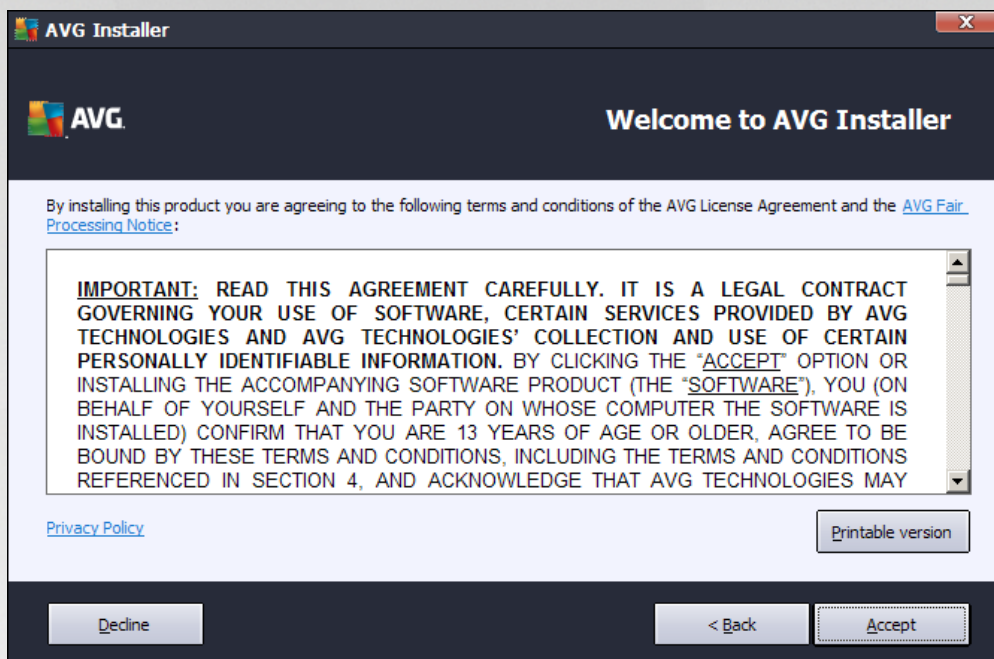 AVG Installer
X
AVG.
Welcome to AVG Installer
By installing this product you are agreeing to the following terms and conditions of the AVG License Agreement and the AVG Fair
Processing Notice:
IMPORTANT: READ THIS AGREEMENT CAREFULLY. IT IS A LEGAL CONTRACT
GOVERNING YOUR USE OF SOFTWARE, CERTAIN SERVICES PROVIDED BY AVG
TECHNOLOGIES AND AVG TECHNOLOGIES’ COLLECTION AND USE OF CERTAIN
PERSONALLY IDENTIFIABLE INFORMATION. BY CLICKING THE “ACCEPT” OPTION OR
INSTALLING THE ACCOMPANYING SOFTWARE PRODUCT (THE “SOFTWARE”), YOU (ON
BEHALF OF YOURSELF AND THE PARTY ON WHOSE COMPUTER THE SOFTWARE IS
INSTALLED) CONFIRM THAT YOU ARE 13 YEARS OF AGE OR OLDER, AGREE TO BE
BOUND BY THESE TERMS AND CONDITIONS, INCLUDING THE TERMS AND CONDITIONS
REFERENCED IN SECTION 4, AND ACKNOWLEDGE THAT AVG TECHNOLOGIES MAY
Privacy Policy
Printable version
Decline
< Back
Accept